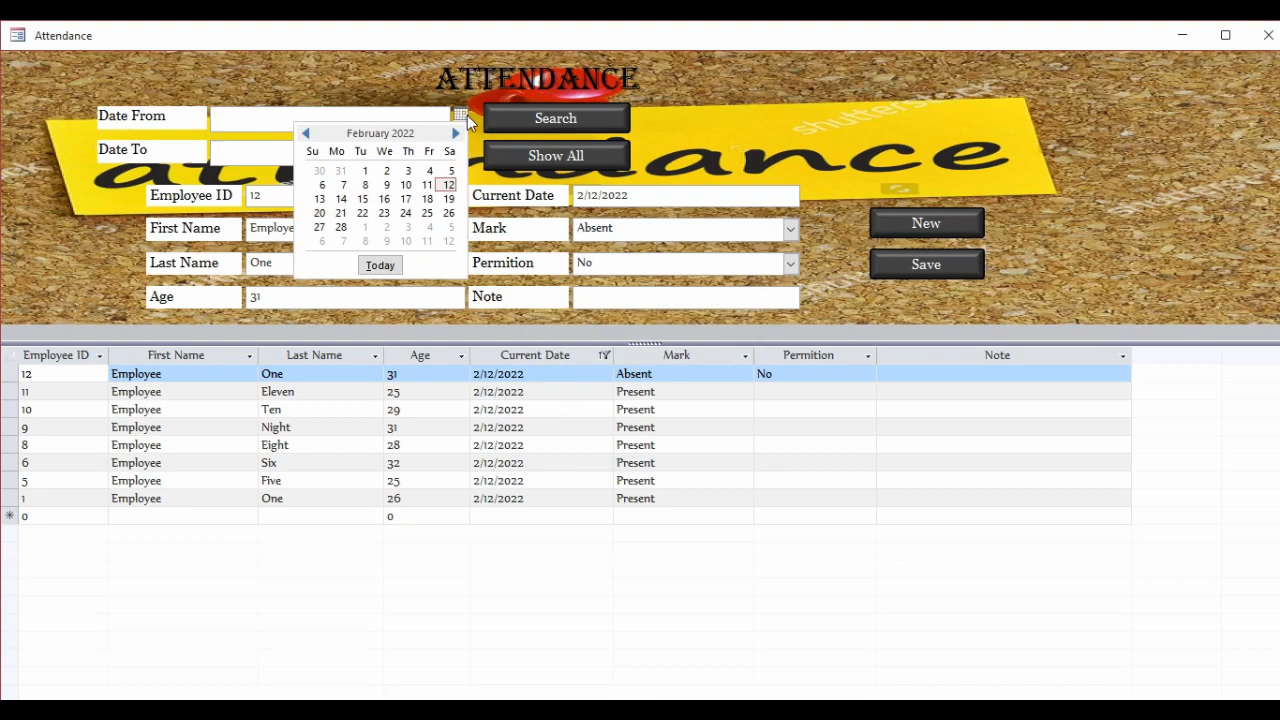 Attendance
ATTENDANCE
shutterstock
attendance
Date From
Search
Date To
Show All
February 2022
Su Mo Tu We Th Fr Sa
30 31 1 2 3 4 5
6 7 8 9 10 11 12
13 14 15 16 17 18 19
20 21 22 23 24 25 26
27 28 1 2 3 4 5
6 7 8 9 10 11 12
Today
Employee ID 12 Current Date 2/12/2022
First Name Employe Mark Absent New
Last Name One Permition No Save
Age 31 Note
Employee ID First Name Last Name Age Current Date Mark Permition Note
12 Employee One 31 2/12/2022 Absent No
11 Employee Eleven 25 2/12/2022 Present
10 Employee Ten 29 2/12/2022 Present
9 Employee Night 31 2/12/2022 Present
8 Employee Eight 28 2/12/2022 Present
6 Employee Six 32 2/12/2022 Present
5 Employee Five 25 2/12/2022 Present
1 Employee One 26 2/12/2022 Present
0 0